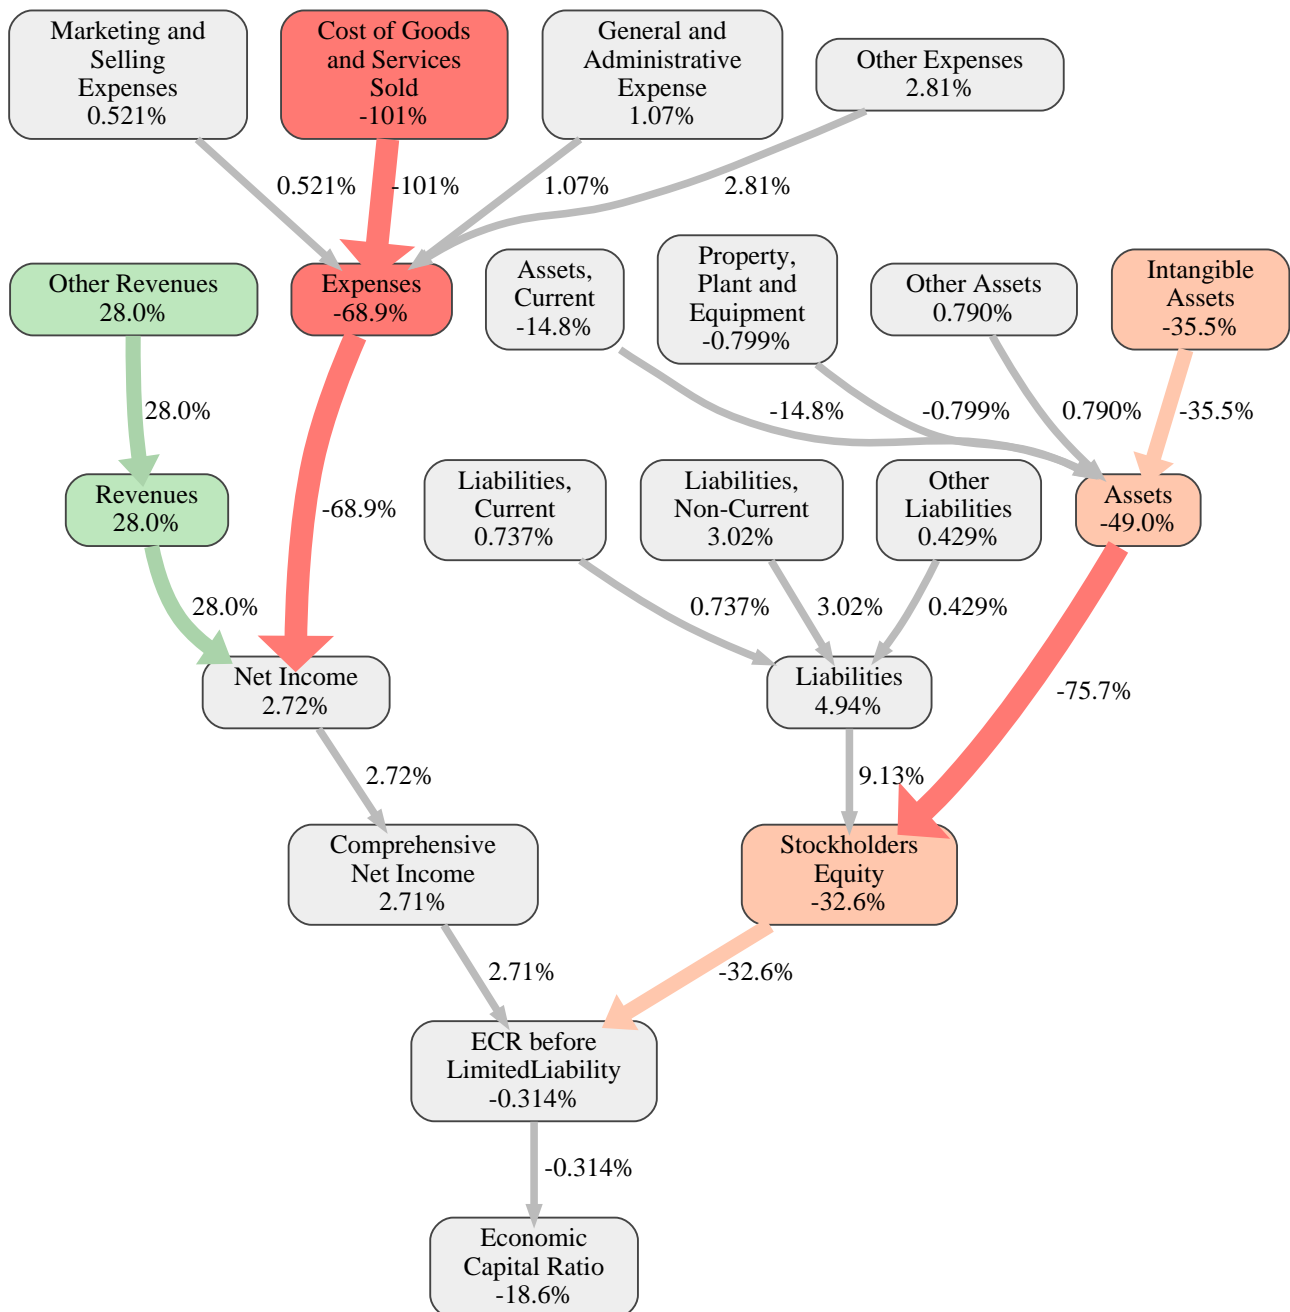 Marketing and
Selling
Expenses
0.521%
Cost of Goods
and Services
Sold
-101%
General and
Administrative
Expense
1.07%
Other Expenses
2.81%
0.521%
-101%
1.07%
2.81%
Other Revenues
28.0%
Expenses
-68.9%
Assets,
Current
-14.8%
Property,
Plant and
Equipment
-0.799%
Other Assets
0.790%
Intangible
Assets
-35.5%
28.0%
-68.9%
-14.8%
-0.799%
0.790%
-35.5%
Revenues
28.0%
Liabilities,
Current
0.737%
Liabilities,
Non-Current
3.02%
Other
Liabilities
0.429%
Assets
-49.0%
28.0%
0.737%
3.02%
0.429%
-75.7%
Net Income
2.72%
Liabilities
4.94%
2.72%
9.13%
Comprehensive
Net Income
2.71%
Stockholders
Equity
-32.6%
2.71%
-32.6%
ECR before
LimitedLiability
-0.314%
-0.314%
Economic
Capital Ratio
-18.6%